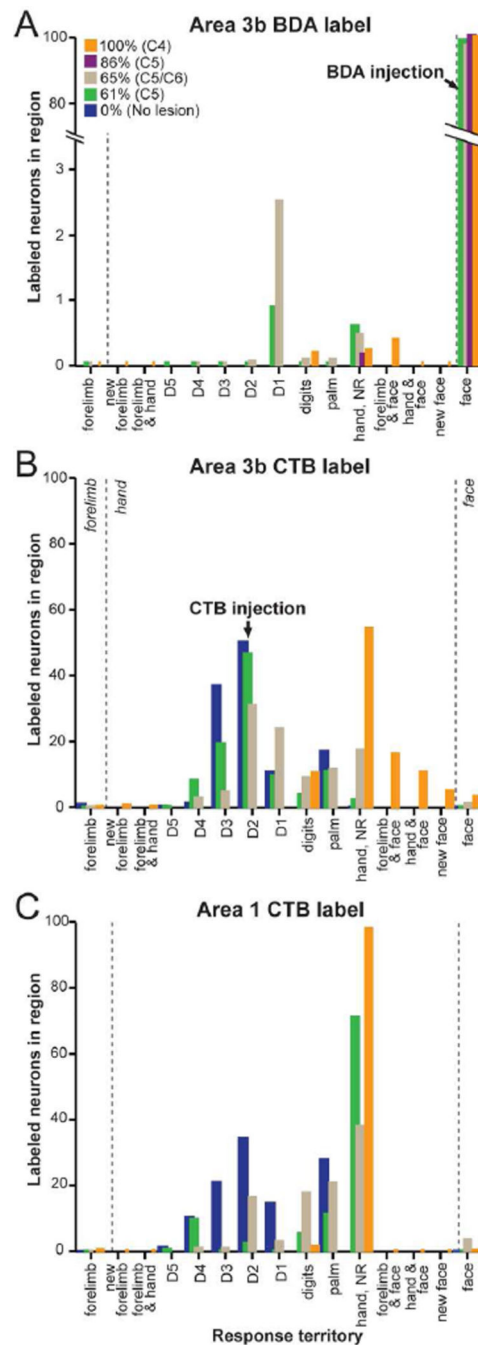 A
Area 3b BDA label
Labeled neurons in region
100
80
3
2
1
0
100% (C4)
86% (C5)
65% (C5/C6)
61% (C5)
0% (No lesion)
BDA injection
forelimb
new forelimb
forelimb & hand
D5
D4
D3
D2
D1
digits
palm
hand, NR
forelimb & face
hand & face
new face
face
B
Area 3b CTB label
Labeled neurons in region
100
80
60
40
20
0
forelimb
hand
face
CTB injection
forelimb
new forelimb
forelimb & hand
D5
D4
D3
D2
D1
digits
palm
hand, NR
forelimb & face
hand & face
new face
face
C
Area 1 CTB label
Labeled neurons in region
100
80
60
40
20
0
forelimb
new forelimb
forelimb & hand
D5
D4
D3
D2
D1
digits
palm
hand, NR
forelimb & face
hand & face
new face
face
Response territory